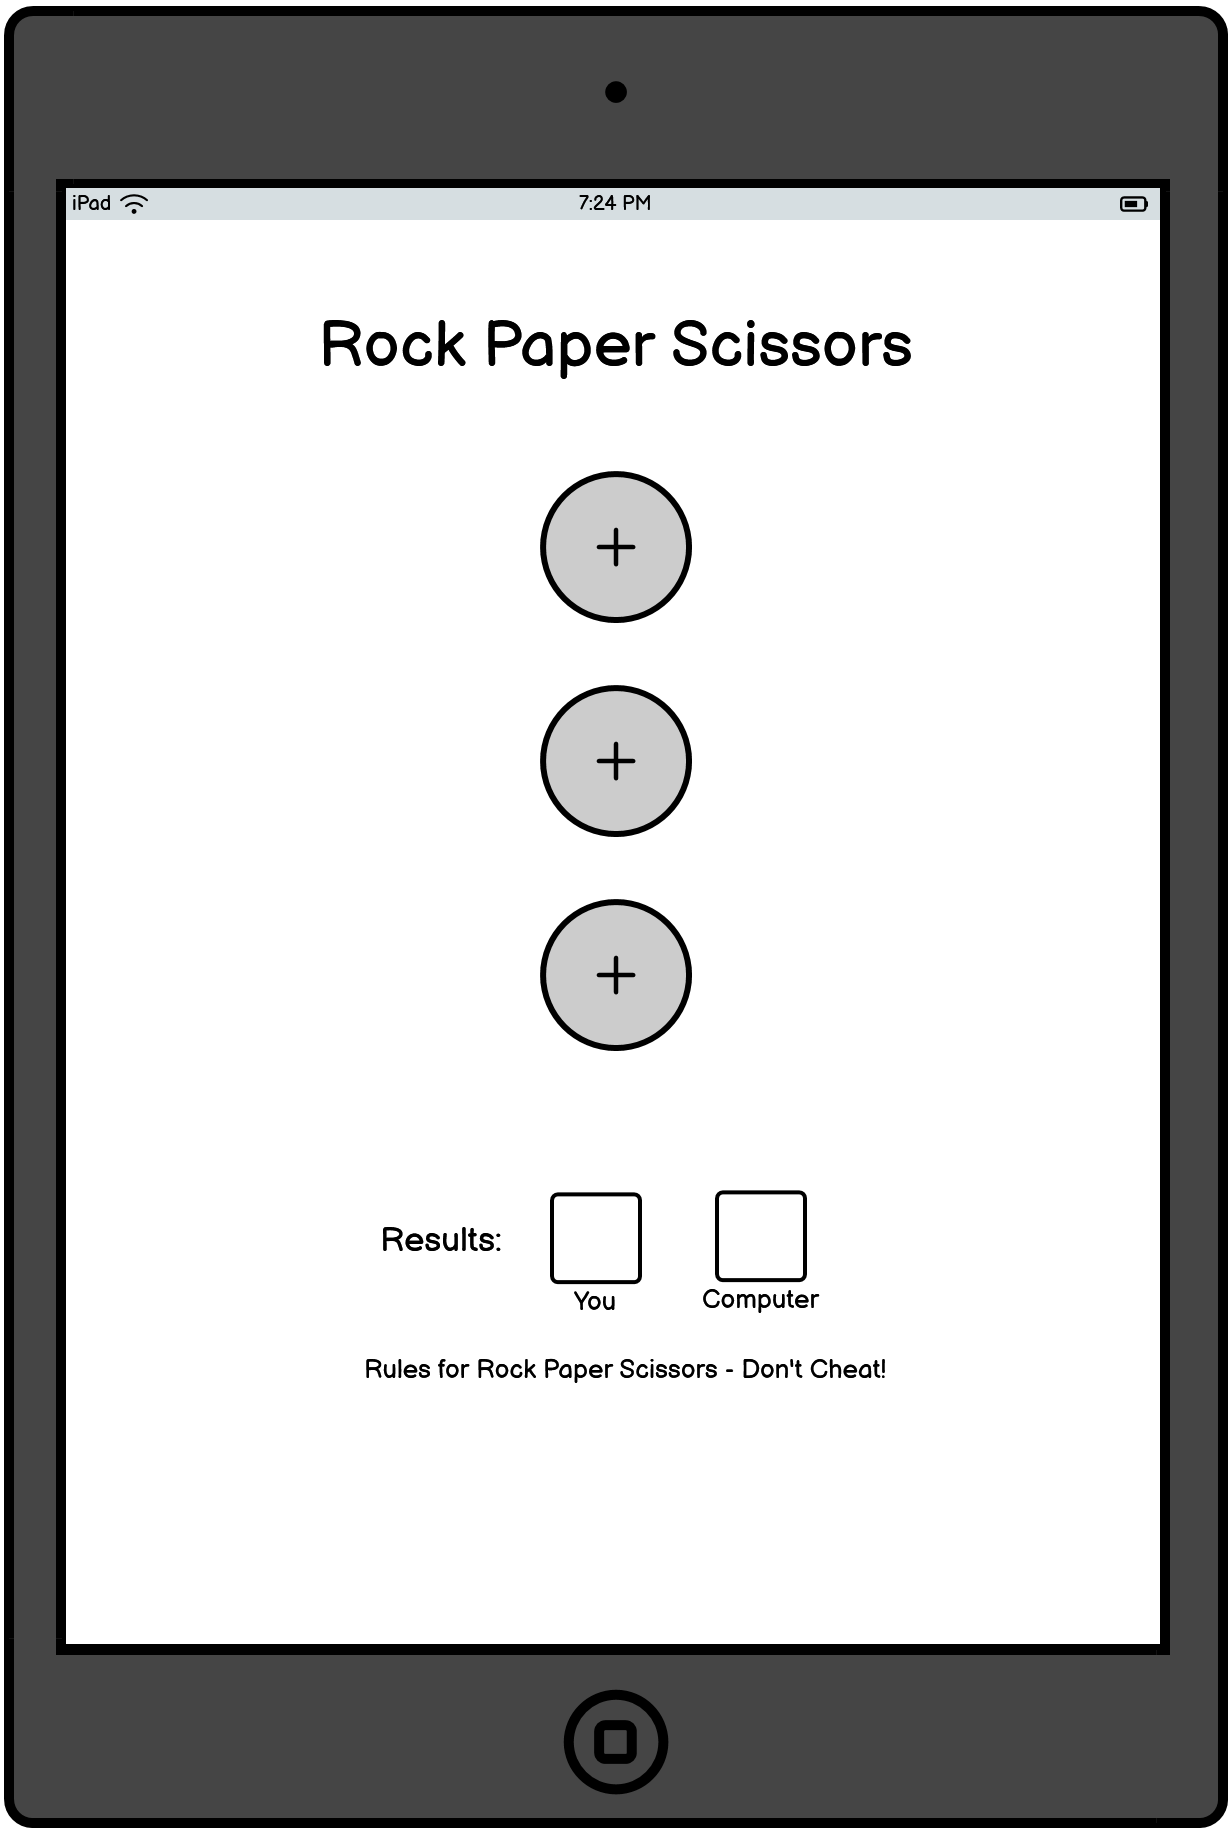 iPad 7:24 PM
Rock Paper Scissors
Results:
You Computer
Rules for Rock Paper Scissors - Don't Cheat!